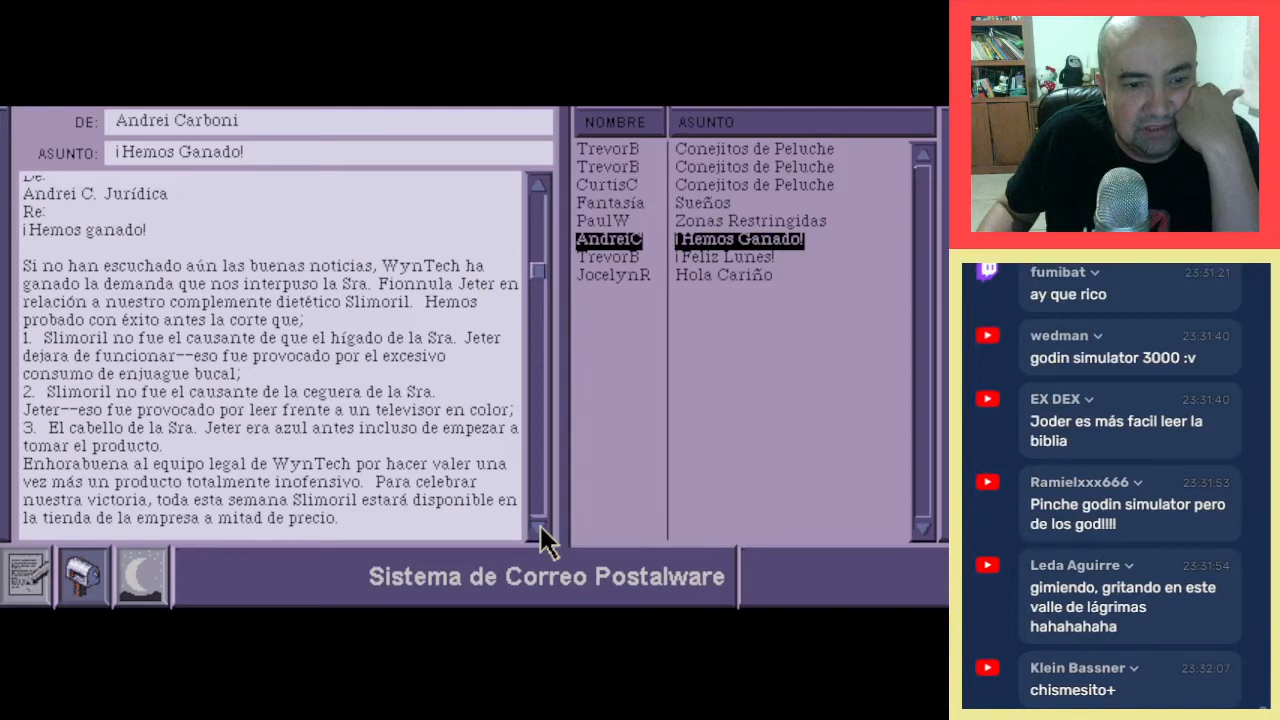 DE: Andrei Carboni
ASUNTO: ¡Hemos Ganado!
De:
Andrei C. Jurídica
Re:
¡Hemos ganado!
Si no han escuchado aún las buenas noticias, WynTech ha
ganado la demanda que nos interpuso la Sra. Fionnula Jeter en
relación a nuestro complemente dietético Slimoril. Hemos
probado con éxito antes la corte que;
1. Slimoril no fue el causante de que el hígado de la Sra. Jeter
dejara de funcionar--eso fue provocado por el excesivo
consumo de enjuague bucal;
2. Slimoril no fue el causante de la ceguera de la Sra.
Jeter--eso fue provocado por leer frente a un televisor en color;
3. El cabello de la Sra. Jeter era azul antes incluso de empezar a
tomar el producto.
Enhorabuena al equipo legal de WynTech por hacer valer una
vez más un producto totalmente inofensivo. Para celebrar
nuestra victoria, toda esta semana Slimoril estará disponible en
la tienda de la empresa a mitad de precio.
NOMBRE ASUNTO
TrevorB Conejitos de Peluche
TrevorB Conejitos de Peluche
CurtisC Conejitos de Peluche
Fantasía Sueños
PaulW Zonas Restringidas
AndreiC ¡Hemos Ganado!
TrevorB ¡Feliz Lunes!
JocelynR Hola Cariño
Sistema de Correo Postalware
fumibat 23:31:21
ay que rico
wedman 23:31:40
godin simulator 3000 :v
EX DEX 23:31:40
Joder es más facil leer la
biblia
Ramielxxx666 23:31:53
Pinche godin simulator pero
de los god!!!!
Leda Aguirre 23:31:54
gimiendo, gritando en este
valle de lágrimas
hahahahaha
Klein Bassner 23:32:07
chismesito+